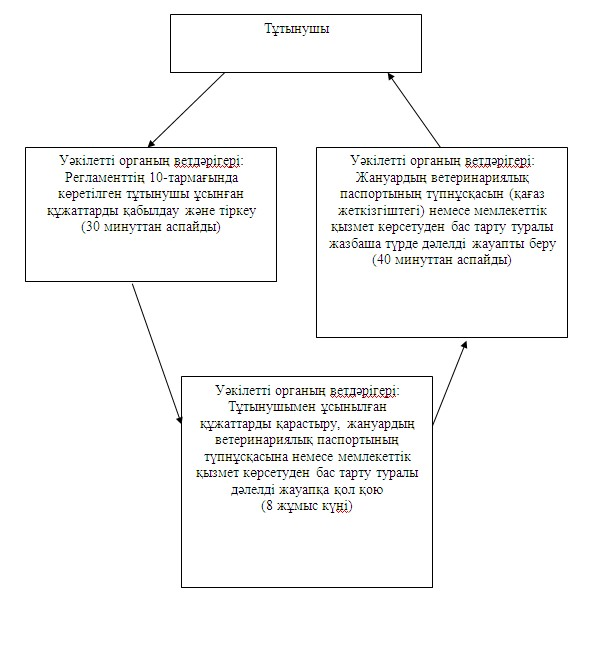 Тұтынушы
Уәкілетті органың ветдәрігері:
Регламенттің 10-тармағында
көретілген тұтынушы ұсынған
құжаттарды қабылдау және тіркеу
(30 минуттан аспайды)
Уәкілетті органың ветдәрігері:
Жануардың ветеринариялық
паспортының түпнұсқасын (қағаз
жеткізгіштегі) немесе мемлекеттік
қызмет көрсетуден бас тарту туралы
жазбаша түрде дәлелді жауапты беру
(40 минуттан аспайды)
Уәкілетті органың ветдәрігері:
Тұтынушымен ұсынылған
құжаттарды қарастыру, жануардың
ветеринариялық паспортының
түпнұсқасына немесе мемлекеттік
қызмет көрсетуден бас тарту туралы
дәлелді жауапқа қол қою
(8 жұмыс күні)